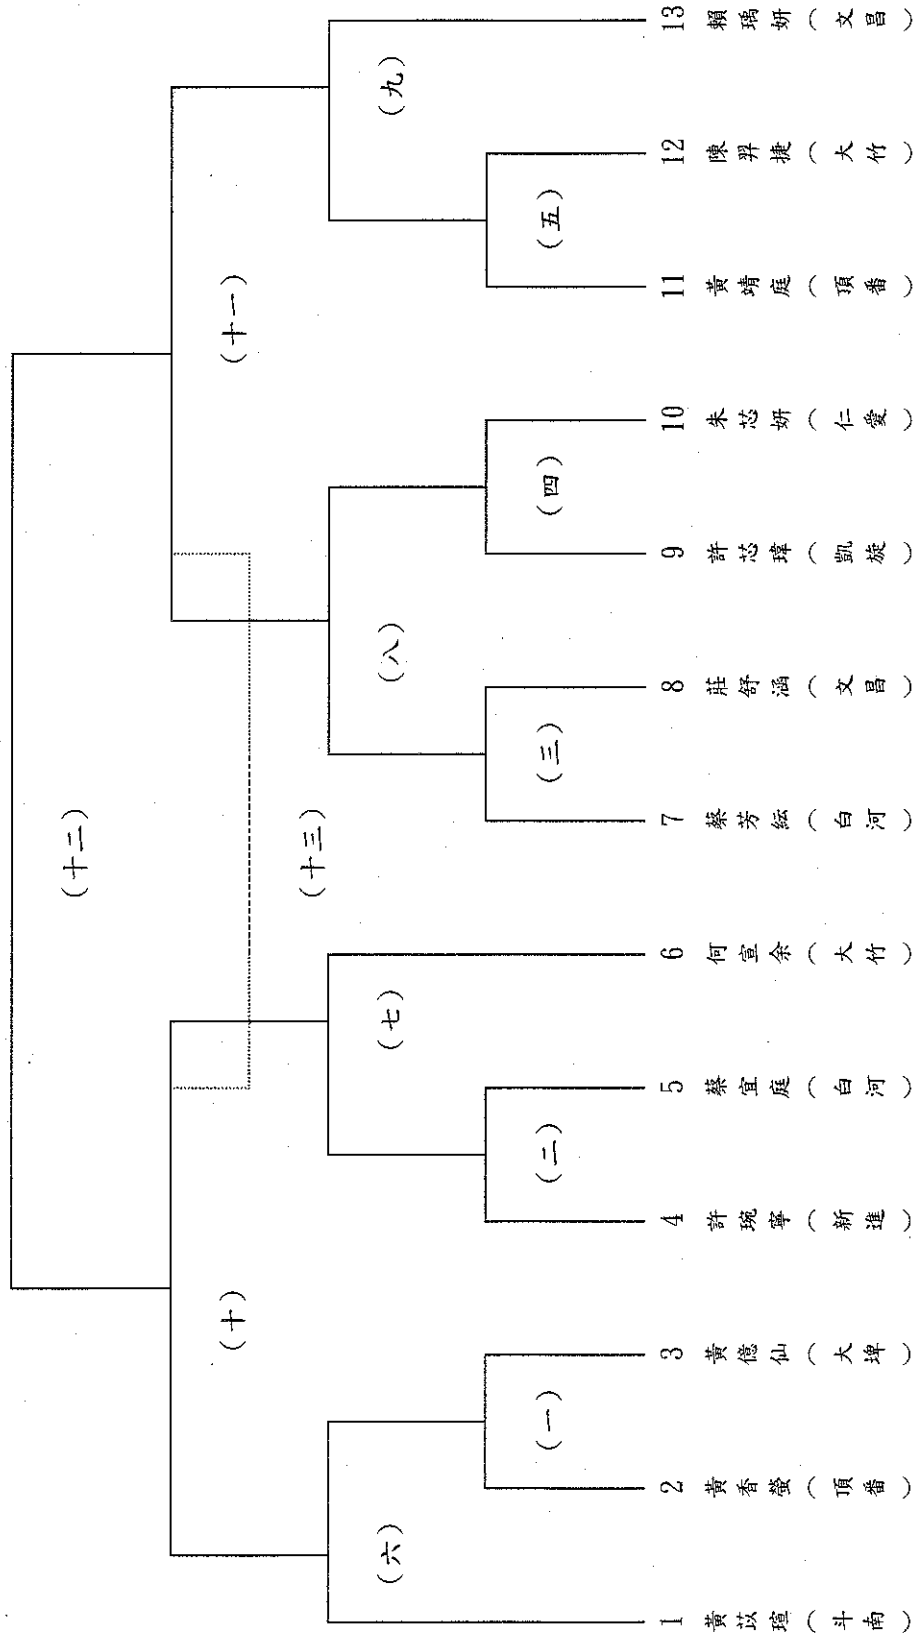 (十二)
(十三)
(十)
(十一)
(六)
(七)
(八)
(九)
(一)
(二)
(三)
(四)
(五)
1 黃苡瑄(斗南)
2 黃香螢(頂番)
3 黃億仙(大埤)
4 許琬寧(新進)
5 蔡宜庭(白河)
6 何宣余(大竹)
7 蔡芳紜(白河)
8 莊舒涵(文昌)
9 許芯瑋(凱旋)
10 朱芯妍(仁愛)
11 黃靖庭(頂番)
12 陳羿捷(大竹)
13 賴瑀妍(文昌)